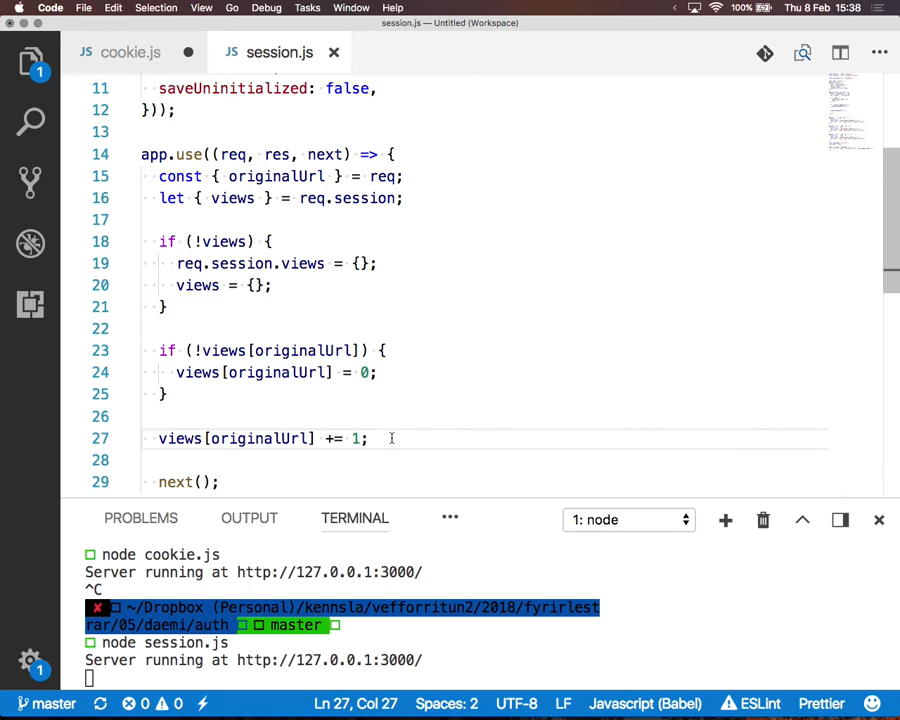 Code File Edit Selection View Go Debug Tasks Window Help 100% Thu 8 Feb 15:38
session.js — Untitled (Workspace)
JS cookie.js JS session.js
11 saveUninitialized: false,
12 }));
13
14 app.use((req, res, next) => {
15 const { originalUrl } = req;
16 let { views } = req.session;
17
18 if (!views) {
19 req.session.views = {};
20 views = {};
21 }
22
23 if (!views[originalUrl]) {
24 views[originalUrl] = 0;
25 }
26
27 views[originalUrl] += 1;
28
29 next();
1
PROBLEMS OUTPUT TERMINAL 1: node
node cookie.js
Server running at http://127.0.0.1:3000/
^C
~/Dropbox (Personal)/kennsla/vefforritun2/2018/fyrirlest
rar/05/daemi/auth master
node session.js
Server running at http://127.0.0.1:3000/
1
master 0 0 Ln 27, Col 27 Spaces: 2 UTF-8 LF Javascript (Babel) ESLint Prettier